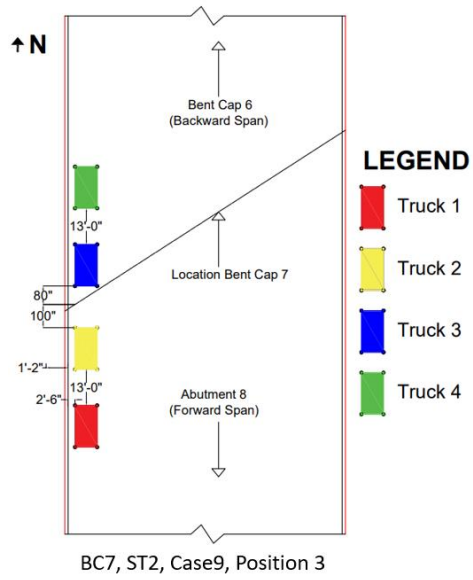 N
Bent Cap 6
(Backward Span)
LEGEND
Truck 1
13'-0"
Truck 2
Location Bent Cap 7
80"
100"
Truck 3
1'-2"
13'-0"
Truck 4
2'-6"
Abutment 8
(Forward Span)
BC7, ST2, Case9, Position 3